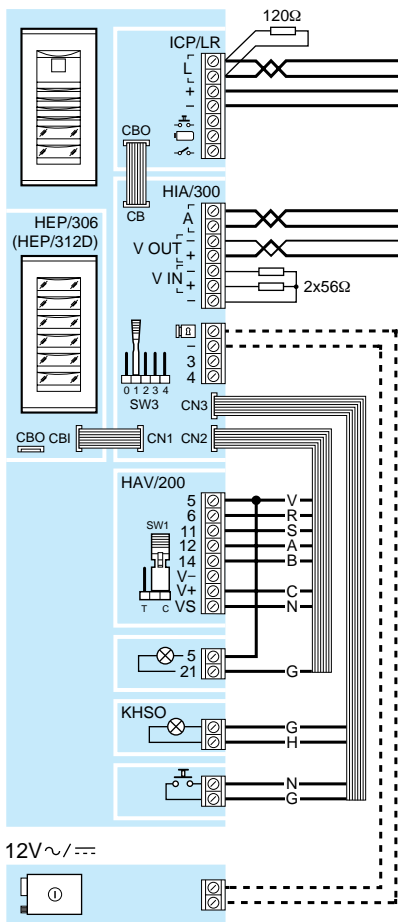 120Ω
ICP/LR
L
+
−
CBO
CB
HIA/300
HEP/306
(HEP/312D)
A
−
V OUT
+
−
V IN
+
−
2x56Ω
−
3
4
0 1 2 3 4
SW3
CN3
CBO CBI CN1 CN2
HAV/200
5 V
6 R
SW1
11 S
12 A
14 B
V−
V+ C
T C VS N
5
21 G
KHSO
G
H
N
G
12V ~/⎓